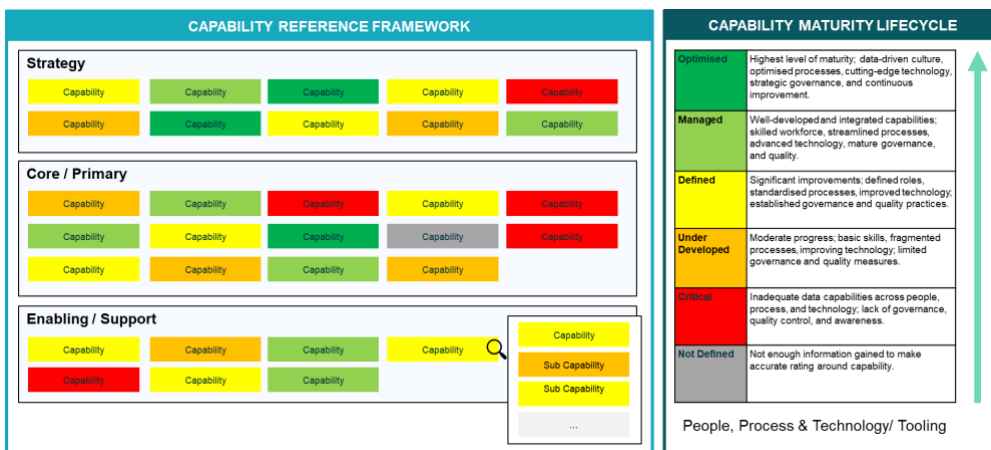 CAPABILITY REFERENCE FRAMEWORK
Strategy
Capability Capability Capability Capability Capability
Capability Capability Capability Capability Capability
Core / Primary
Capability Capability Capability Capability Capability
Capability Capability Capability Capability Capability
Capability Capability Capability Capability
Enabling / Support
Capability Capability Capability Capability
Capability Capability Capability
Capability
Sub Capability
Sub Capability
...
CAPABILITY MATURITY LIFECYCLE
Optimised
Highest level of maturity; data-driven culture,
optimised processes, cutting-edge technology,
strategic governance, and continuous
improvement.
Managed
Well-developed and integrated capabilities;
skilled workforce, streamlined processes,
advanced technology, mature governance,
and quality.
Defined
Significant improvements; defined roles,
standardised processes, improved technology;
established governance and quality practices.
Under
Developed
Moderate progress; basic skills, fragmented
processes, improving technology; limited
governance and quality measures.
Critical
Inadequate data capabilities across people,
process, and technology; lack of governance,
quality control, and awareness.
Not Defined
Not enough information gained to make
accurate rating around capability.
People, Process & Technology/ Tooling